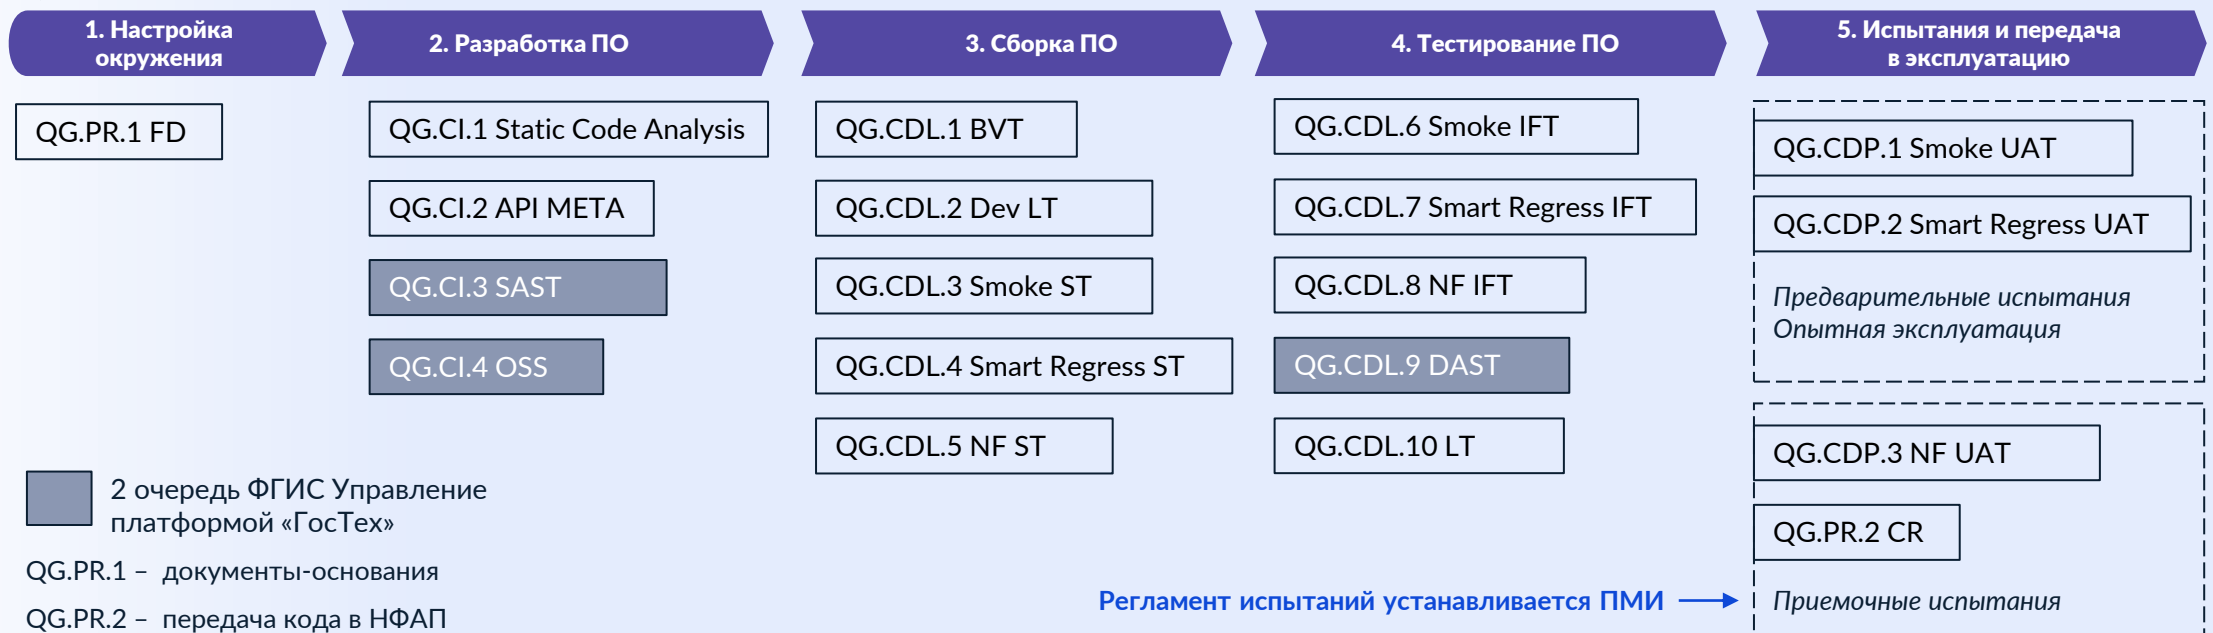 1. Настройка
окружения
2. Разработка ПО
3. Сборка ПО
4. Тестирование ПО
5. Испытания и передача
в эксплуатацию
QG.PR.1 FD
QG.CI.1 Static Code Analysis
QG.CI.2 API META
QG.CI.3 SAST
QG.CI.4 OSS
QG.CDL.1 BVT
QG.CDL.2 Dev LT
QG.CDL.3 Smoke ST
QG.CDL.4 Smart Regress ST
QG.CDL.5 NF ST
QG.CDL.6 Smoke IFT
QG.CDL.7 Smart Regress IFT
QG.CDL.8 NF IFT
QG.CDL.9 DAST
QG.CDL.10 LT
QG.CDP.1 Smoke UAT
QG.CDP.2 Smart Regress UAT
Предварительные испытания
Опытная эксплуатация
QG.CDP.3 NF UAT
QG.PR.2 CR
Приемочные испытания
Регламент испытаний устанавливается ПМИ
2 очередь ФГИС Управление
платформой «ГосТех»
QG.PR.1 – документы-основания
QG.PR.2 – передача кода в НФАП